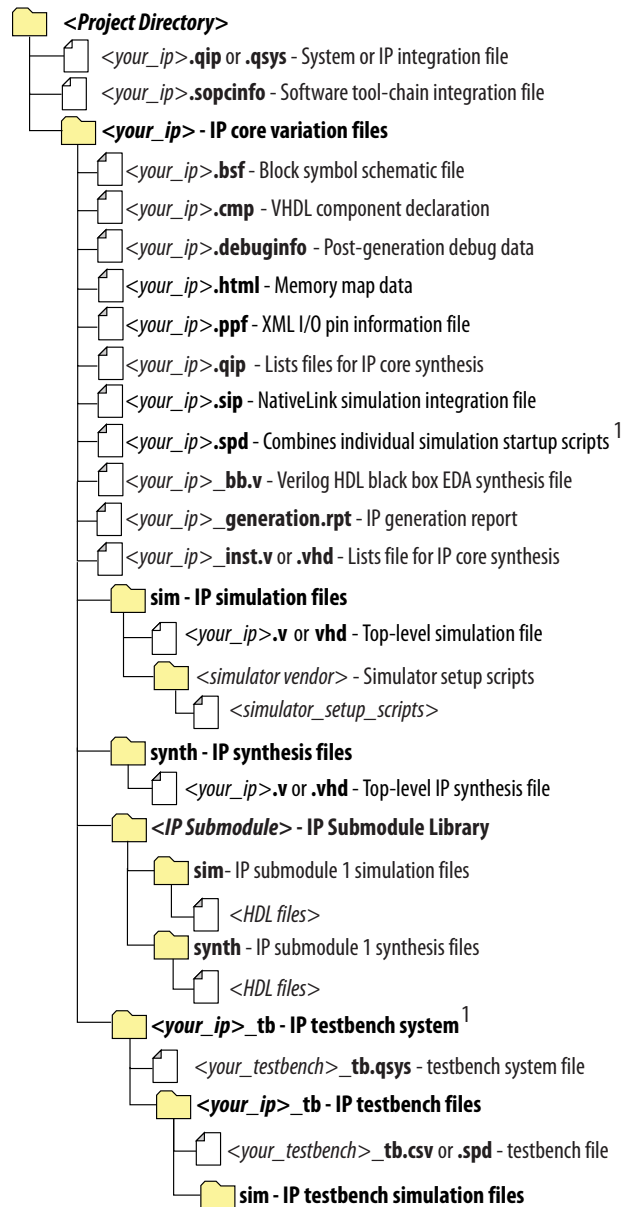 <Project Directory>
<your_ip>.qip or .qsys - System or IP integration file
<your_ip>.sopcinfo - Software tool-chain integration file
<your_ip> - IP core variation files
<your_ip>.bsf - Block symbol schematic file
<your_ip>.cmp - VHDL component declaration
<your_ip>.debuginfo - Post-generation debug data
<your_ip>.html - Memory map data
<your_ip>.ppf - XML I/O pin information file
<your_ip>.qip - Lists files for IP core synthesis
<your_ip>.sip - NativeLink simulation integration file
<your_ip>.spd - Combines individual simulation startup scripts 1
<your_ip>_bb.v - Verilog HDL black box EDA synthesis file
<your_ip>_generation.rpt - IP generation report
<your_ip>_inst.v or .vhd - Lists file for IP core synthesis
sim - IP simulation files
<your_ip>.v or vhd - Top-level simulation file
<simulator vendor> - Simulator setup scripts
<simulator_setup_scripts>
synth - IP synthesis files
<your_ip>.v or .vhd - Top-level IP synthesis file
<IP Submodule> - IP Submodule Library
sim- IP submodule 1 simulation files
<HDL files>
synth - IP submodule 1 synthesis files
<HDL files>
<your_ip>_tb - IP testbench system 1
<your_testbench>_tb.qsys - testbench system file
<your_ip>_tb - IP testbench files
<your_testbench>_tb.csv or .spd - testbench file
sim - IP testbench simulation files